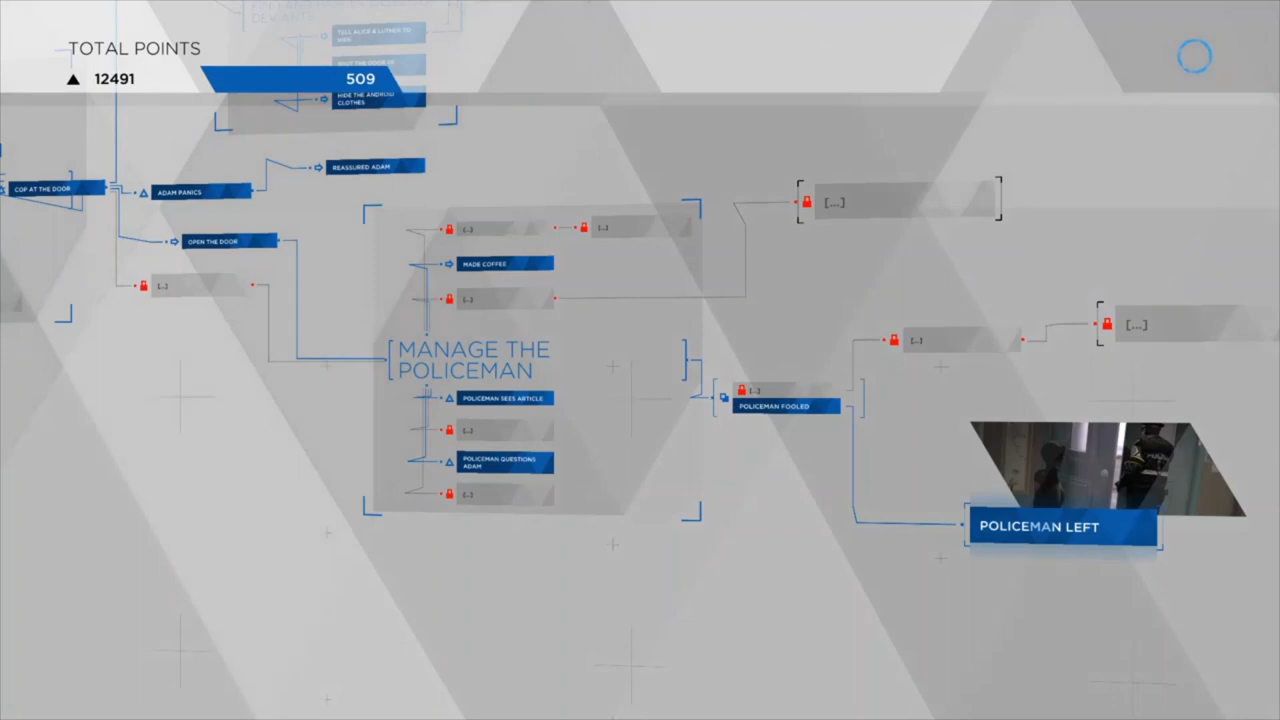 DEVIANTS
TELL ALICE & LUTHER TO
HIDE
TOTAL POINTS
12491
509
HIDE THE ANDROID
CLOTHES
REASSURED ADAM
COP AT THE DOOR
ADAM PANICS
[...]
[...]
[...]
OPEN THE DOOR
MADE COFFEE
[...]
[...]
MANAGE THE
POLICEMAN
[...]
[...]
[...]
POLICEMAN SEES ARTICLE
POLICEMAN FOOLED
[...]
POLICEMAN QUESTIONS
ADAM
[...]
POLICEMAN LEFT